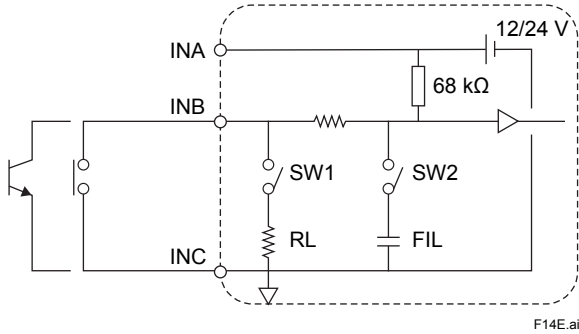 12/24 V
INA
68 kΩ
INB
SW1
SW2
RL
FIL
INC
F14E.ai